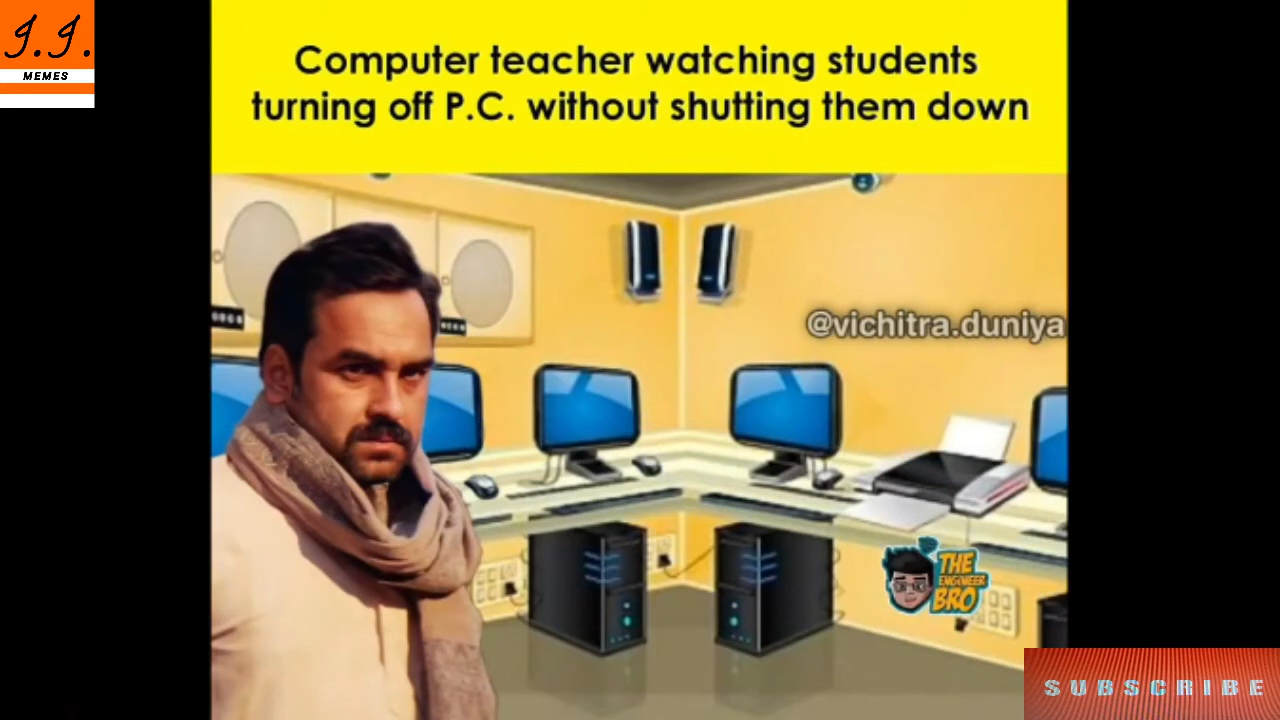 J.J.
MEMES
Computer teacher watching students
turning off P.C. without shutting them down
@vichitra.duniya
THE
ENGINEER
BRO
SUBSCRIBE